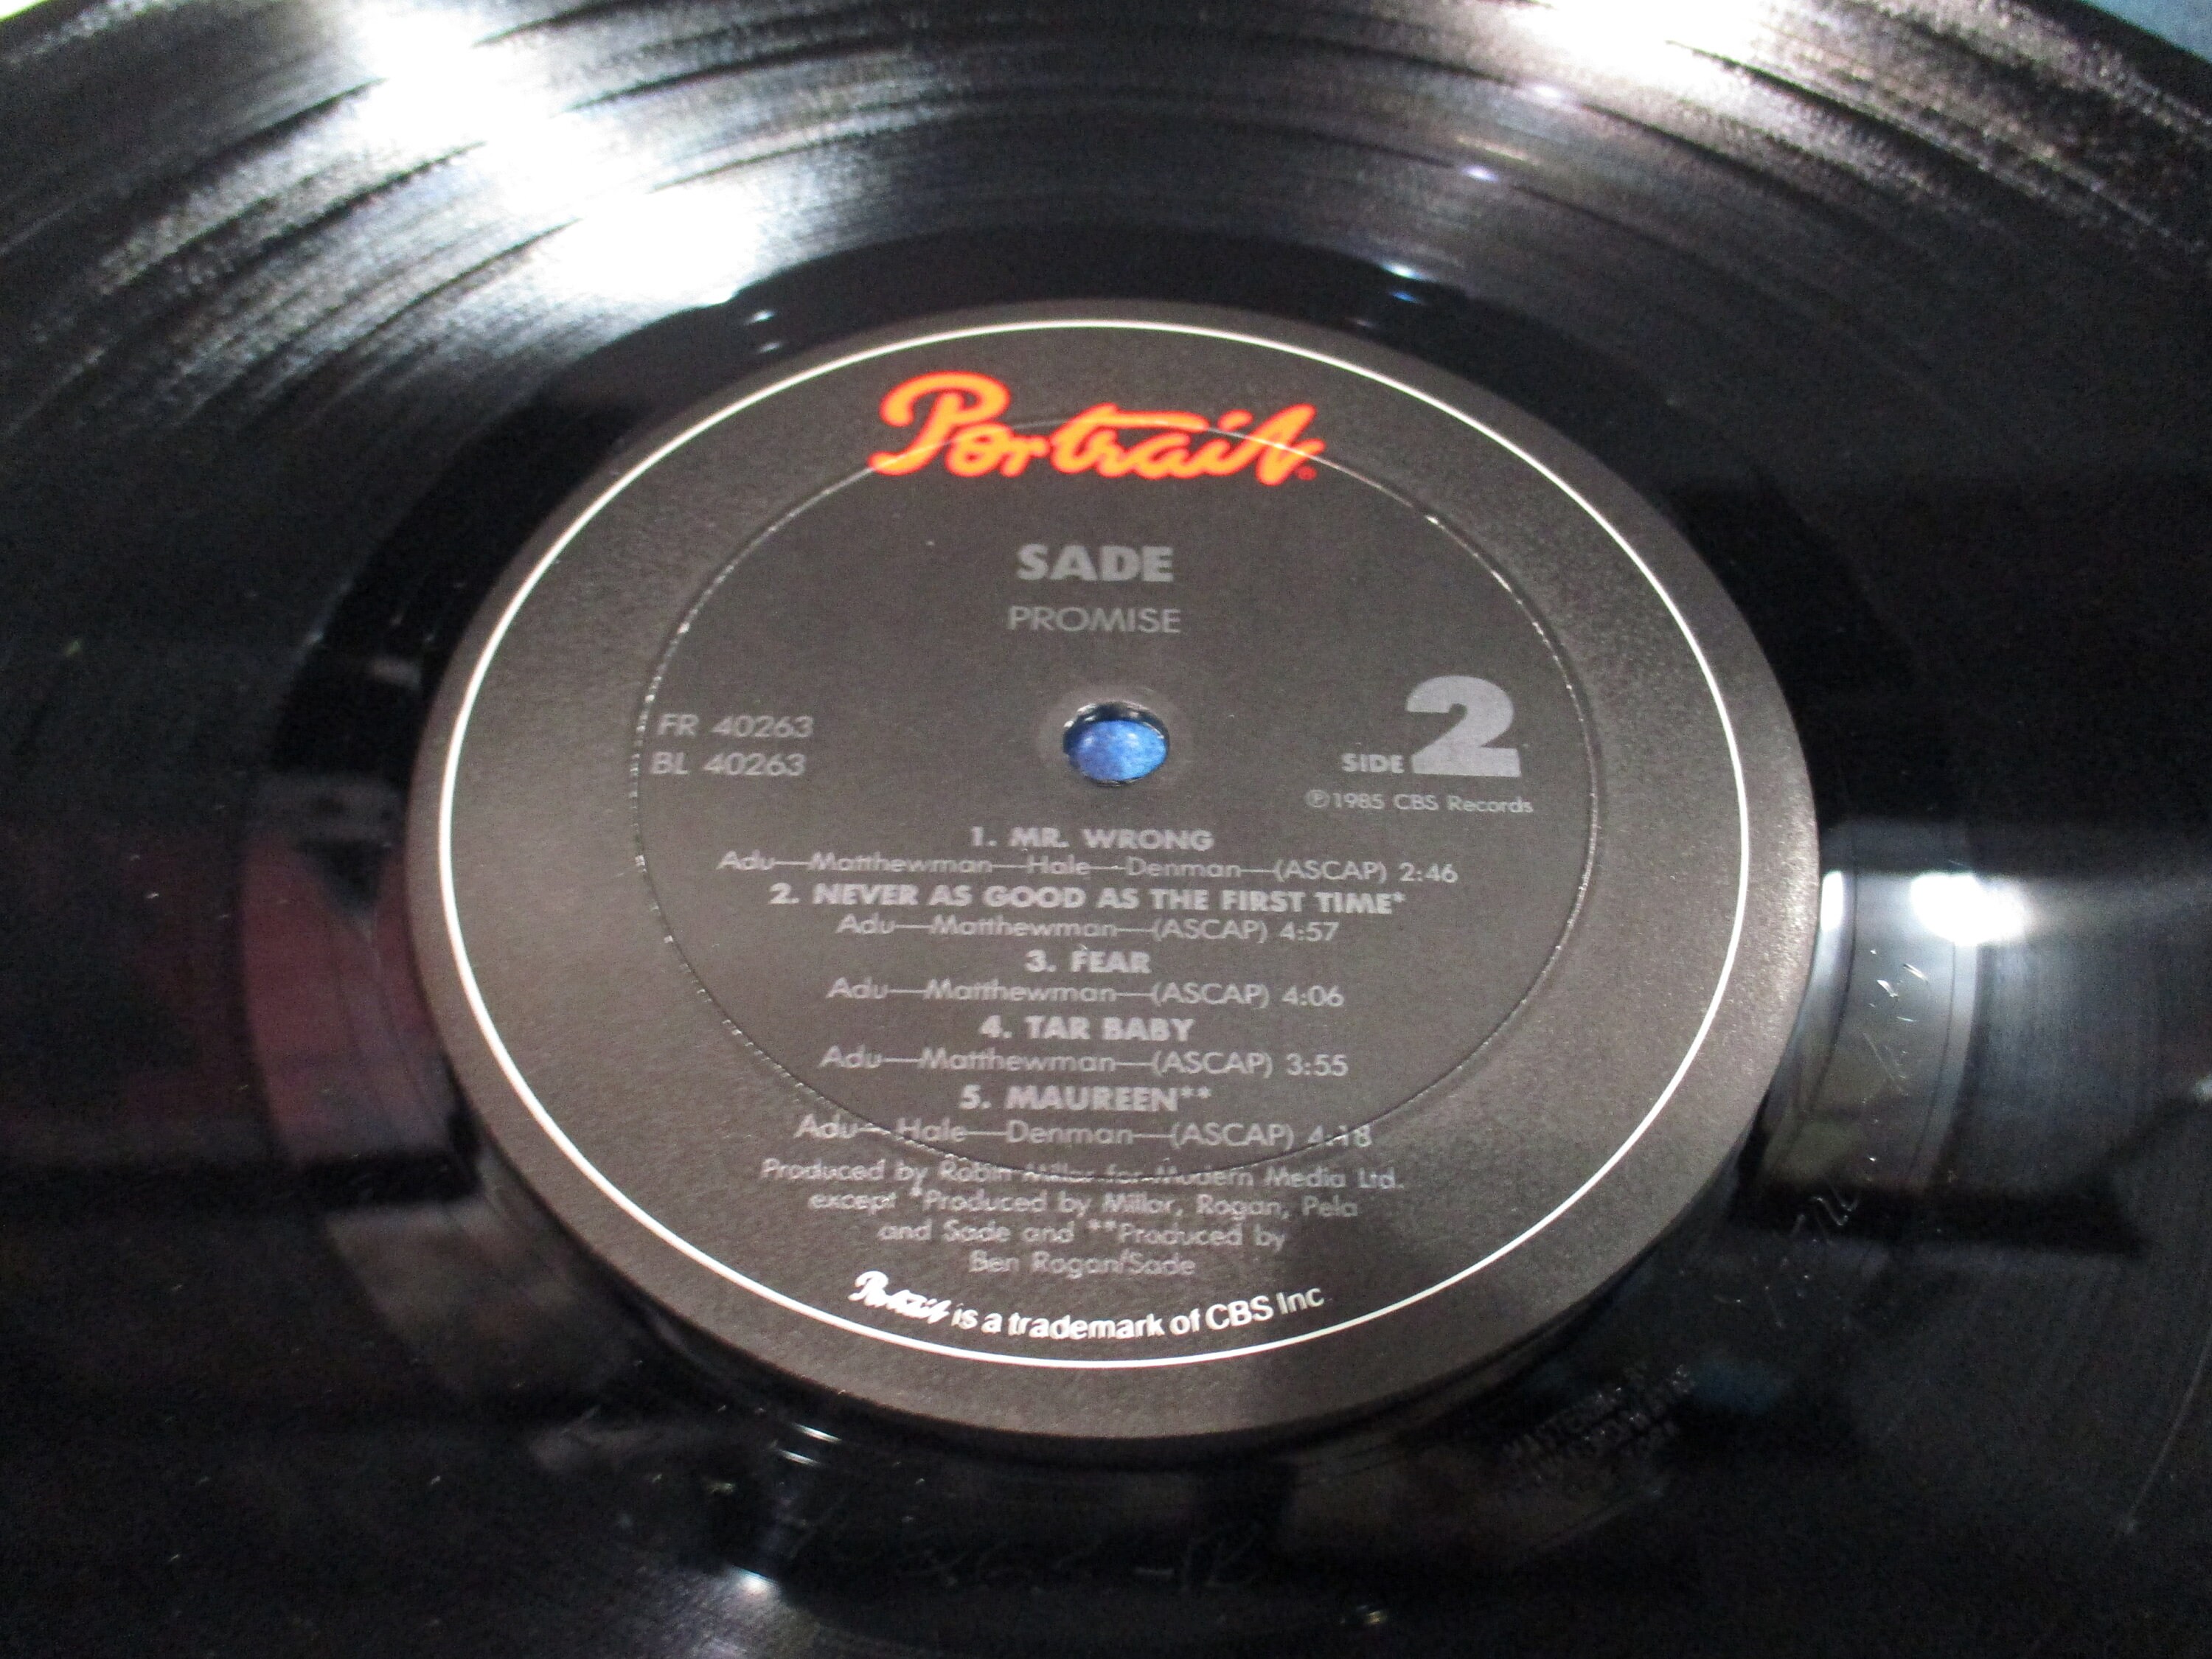 Portrait®
SADE
PROMISE
FR 40263
BL 40263
SIDE 2
℗1985 CBS Records
1. MR. WRONG
Adu—Matthewman—Hale—Denman—(ASCAP) 2:46
2. NEVER AS GOOD AS THE FIRST TIME*
Adu—Matthewman—(ASCAP) 4:57
3. FEAR
Adu—Matthewman—(ASCAP) 4:06
4. TAR BABY
Adu—Matthewman—(ASCAP) 3:55
5. MAUREEN**
Adu—Hale—Denman—(ASCAP) 4:18
Produced by Robin Millar for Modern Media Ltd.
except *Produced by Millar, Rogan, Pela
and Sade and **Produced by
Ben Rogan/Sade
Portrait is a trademark of CBS Inc.